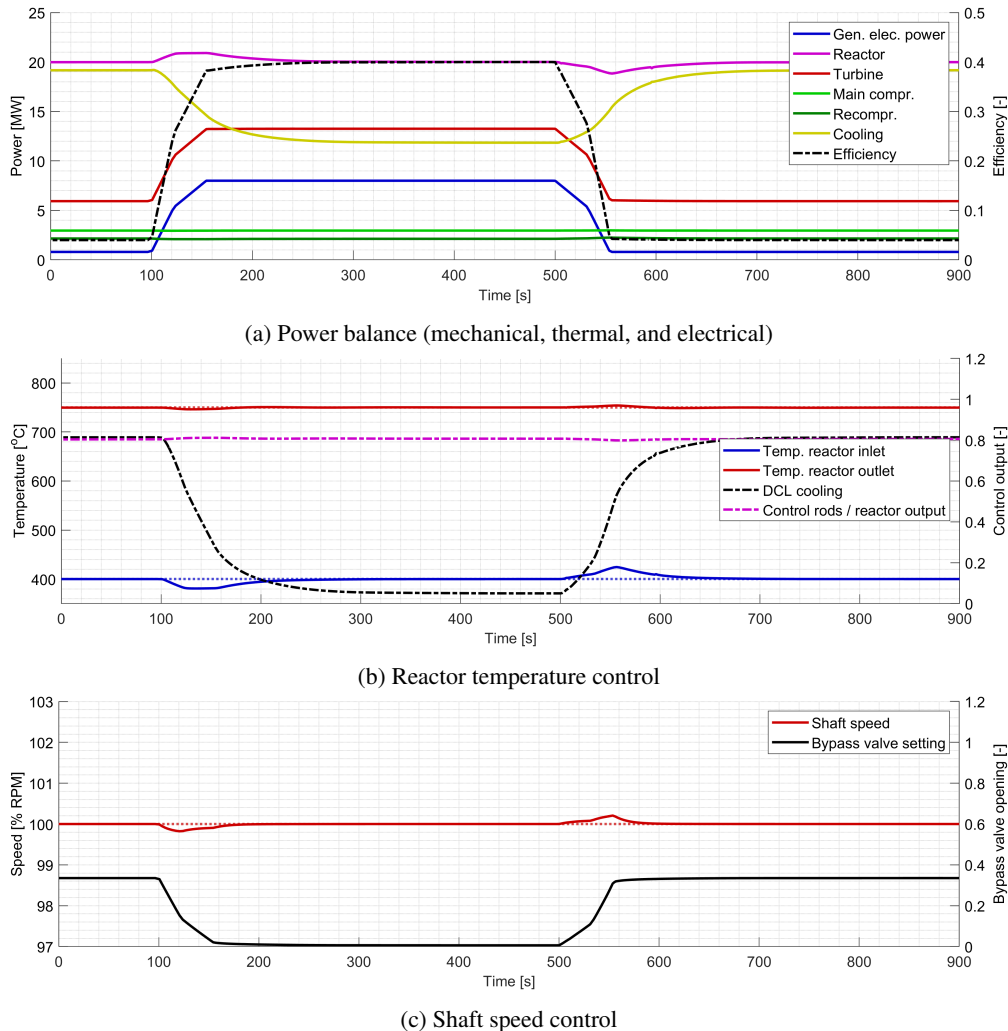 25
20
15
10
5
0
Power [MW]
0.5
0.4
0.3
0.2
0.1
0
Efficiency [-]
Gen. elec. power
Reactor
Turbine
Main compr.
Recompr.
Cooling
Efficiency
0 100 200 300 400 500 600 700 800 900
Time [s]
(a) Power balance (mechanical, thermal, and electrical)
800
700
600
500
400
Temperature [°C]
1.2
1
0.8
0.6
0.4
0.2
0
Control output [-]
Temp. reactor inlet
Temp. reactor outlet
DCL cooling
Control rods / reactor output
0 100 200 300 400 500 600 700 800 900
Time [s]
(b) Reactor temperature control
103
102
101
100
99
98
97
Speed [% RPM]
1.2
1
0.8
0.6
0.4
0.2
0
Bypass valve opening [-]
Shaft speed
Bypass valve setting
0 100 200 300 400 500 600 700 800 900
Time [s]
(c) Shaft speed control